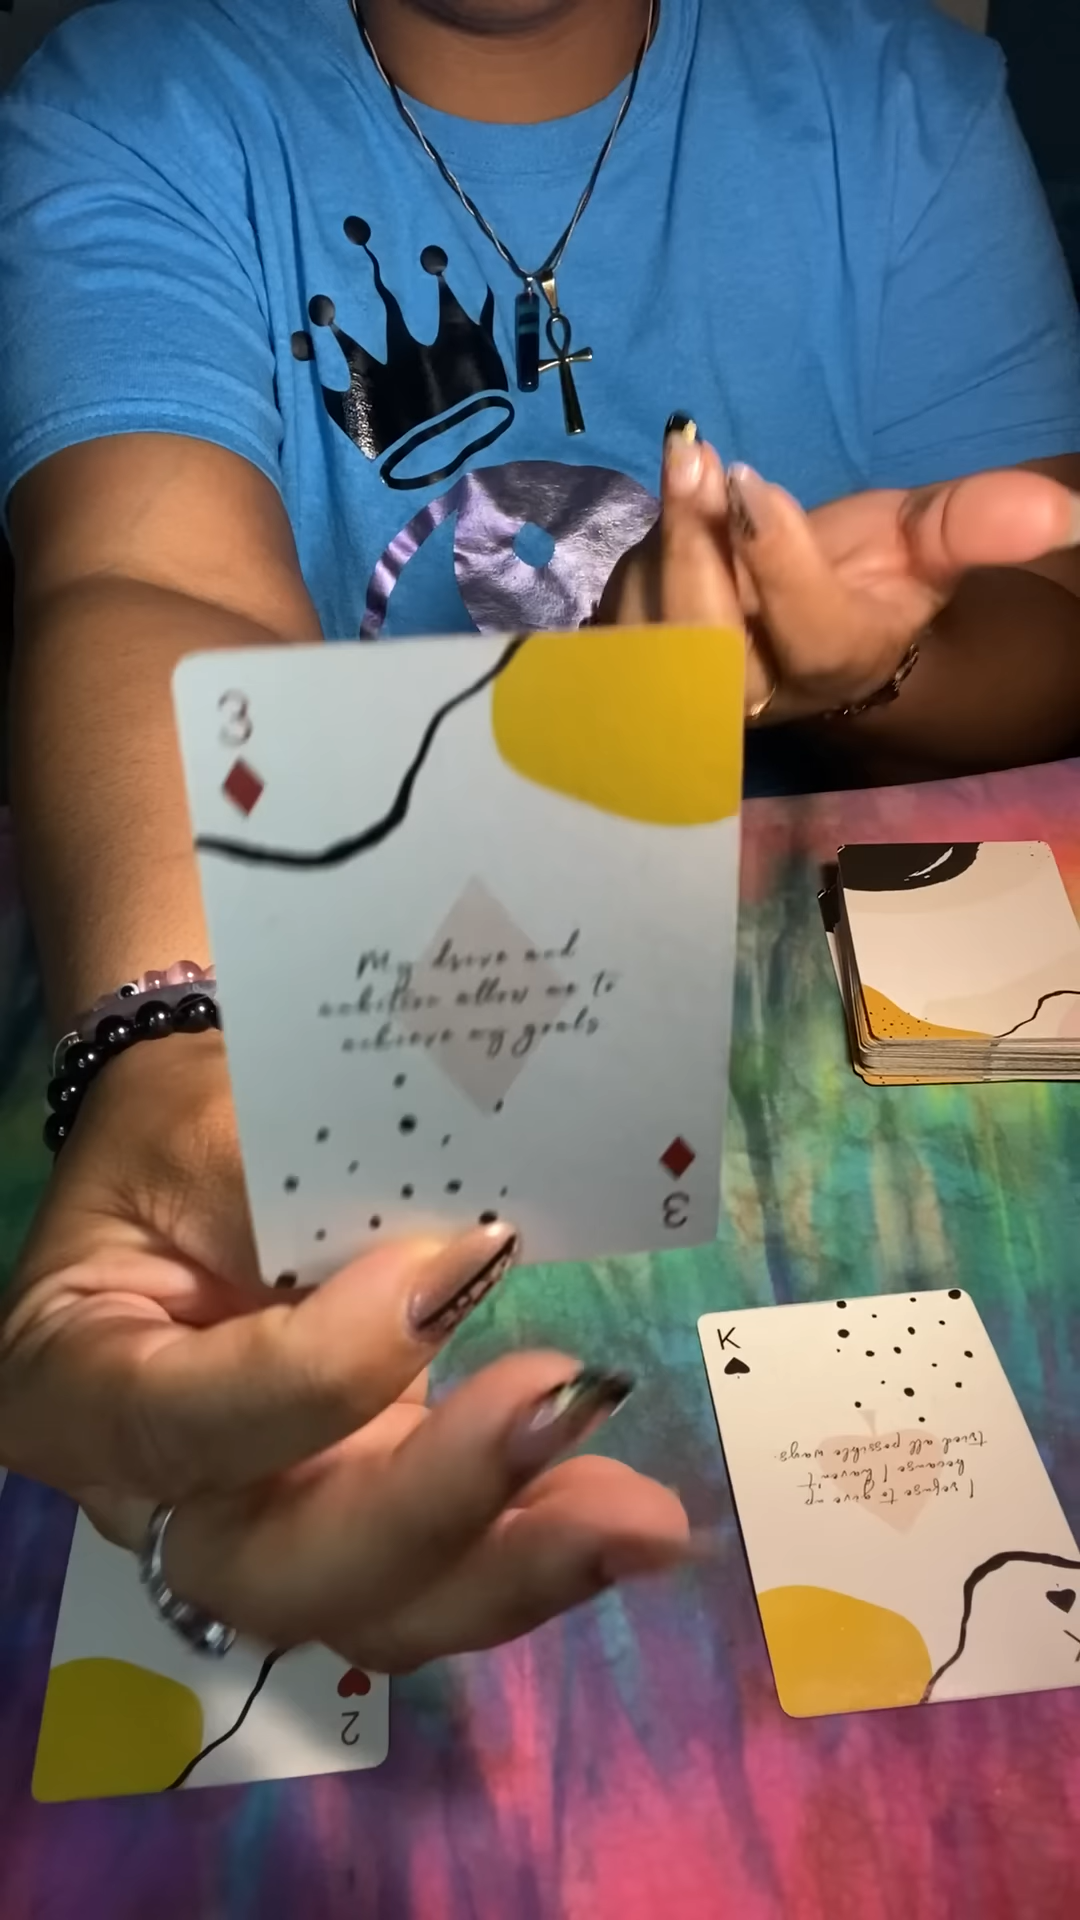 3
My drive and
ambition allow me to
achieve my goals
3
K
I refuse to give up
because I haven't
tried all possible ways.
K
2